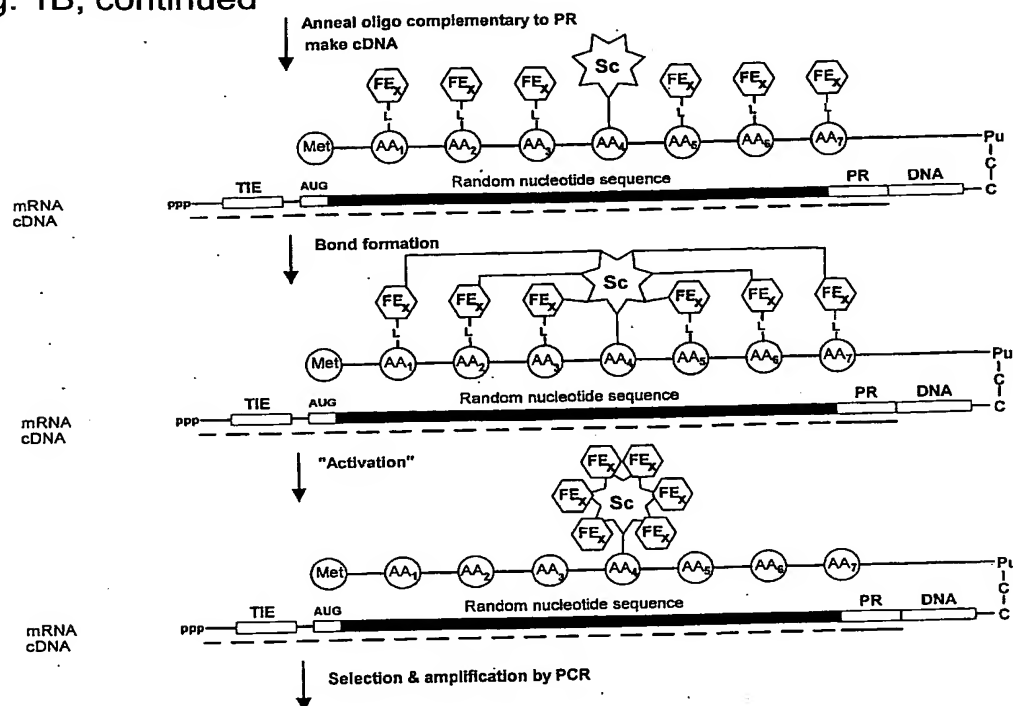 g. 1B, continued
Anneal oligo complementary to PR
make cDNA
Sc
FEx FEx FEx FEx FEx FEx
L L L L L L
Met AA1 AA2 AA3 AA4 AA5 AA6 AA7 Pu
C
C
TIE AUG Random nucleotide sequence PR DNA
mRNA ppp
cDNA
Bond formation
Sc
FEx FEx FEx FEx FEx FEx
L L L L L L
Met AA1 AA2 AA3 AA4 AA5 AA6 AA7 Pu
C
C
TIE AUG Random nucleotide sequence PR DNA
mRNA ppp
cDNA
"Activation"
FEx FEx
FEx Sc FEx
FEx FEx
Met AA1 AA2 AA3 AA4 AA5 AA6 AA7 Pu
C
C
TIE AUG Random nucleotide sequence PR DNA
mRNA ppp
cDNA
Selection & amplification by PCR